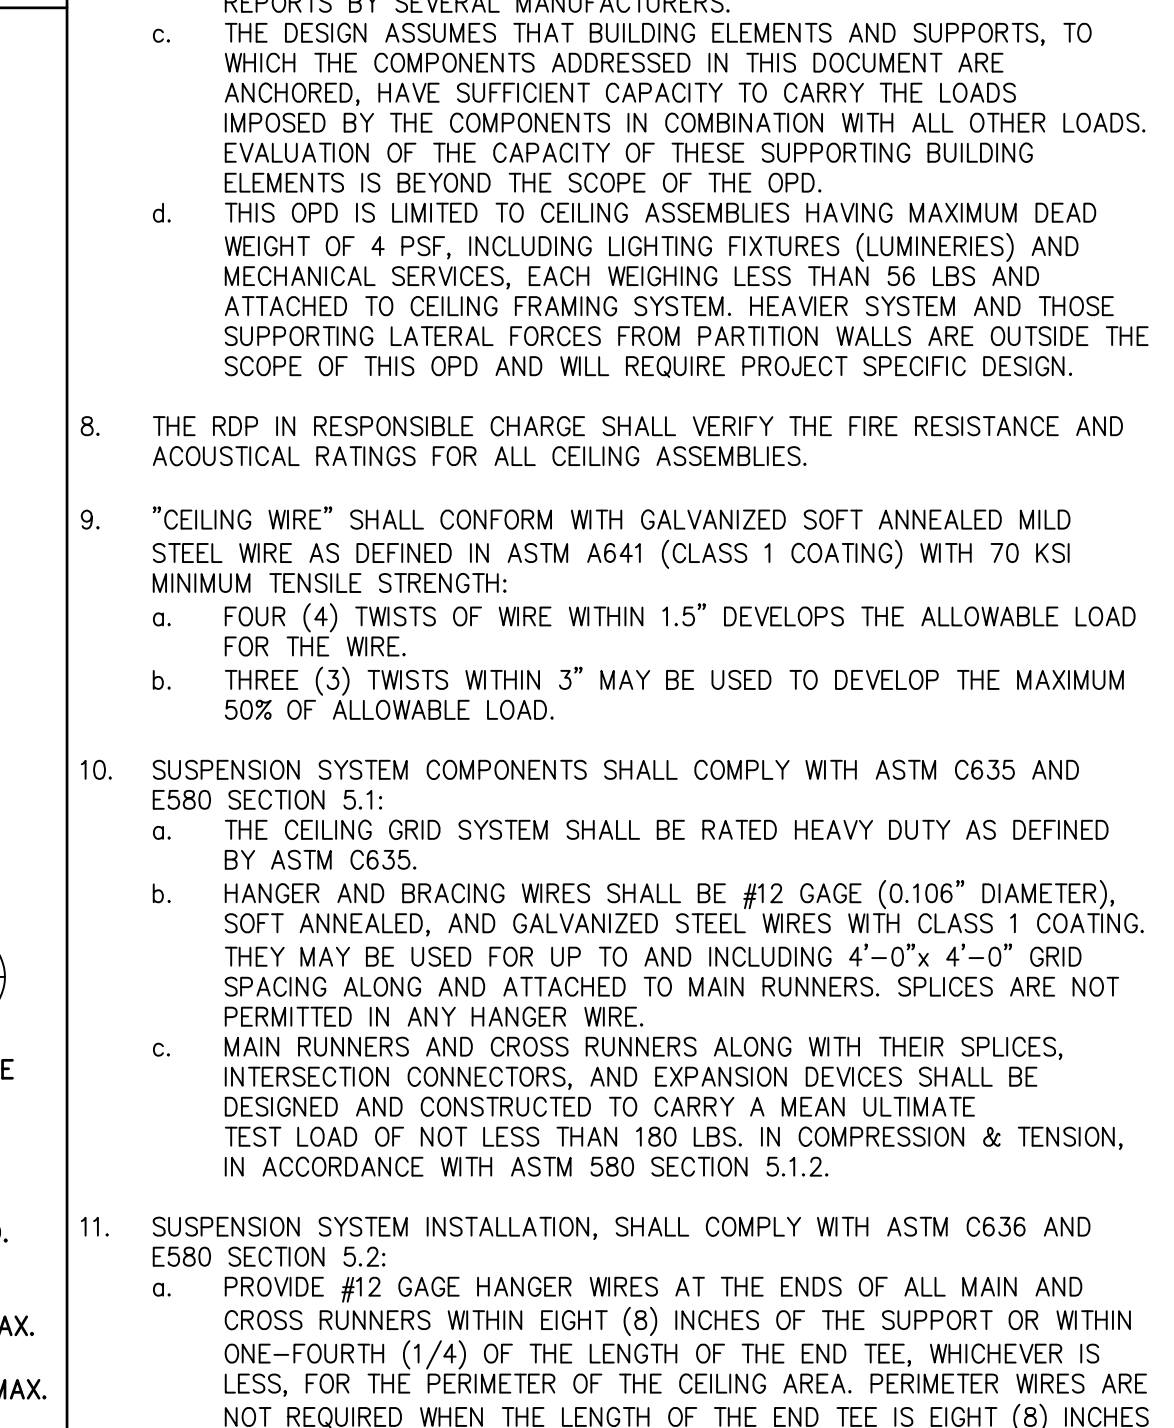 REPORTS BY SEVERAL MANUFACTURERS.
c. THE DESIGN ASSUMES THAT BUILDING ELEMENTS AND SUPPORTS, TO
WHICH THE COMPONENTS ADDRESSED IN THIS DOCUMENT ARE
ANCHORED, HAVE SUFFICIENT CAPACITY TO CARRY THE LOADS
IMPOSED BY THE COMPONENTS IN COMBINATION WITH ALL OTHER LOADS.
EVALUATION OF THE CAPACITY OF THESE SUPPORTING BUILDING
ELEMENTS IS BEYOND THE SCOPE OF THE OPD.
d. THIS OPD IS LIMITED TO CEILING ASSEMBLIES HAVING MAXIMUM DEAD
WEIGHT OF 4 PSF, INCLUDING LIGHTING FIXTURES (LUMINERIES) AND
MECHANICAL SERVICES, EACH WEIGHING LESS THAN 56 LBS AND
ATTACHED TO CEILING FRAMING SYSTEM. HEAVIER SYSTEM AND THOSE
SUPPORTING LATERAL FORCES FROM PARTITION WALLS ARE OUTSIDE THE
SCOPE OF THIS OPD AND WILL REQUIRE PROJECT SPECIFIC DESIGN.
8. THE RDP IN RESPONSIBLE CHARGE SHALL VERIFY THE FIRE RESISTANCE AND
ACOUSTICAL RATINGS FOR ALL CEILING ASSEMBLIES.
9. "CEILING WIRE" SHALL CONFORM WITH GALVANIZED SOFT ANNEALED MILD
STEEL WIRE AS DEFINED IN ASTM A641 (CLASS 1 COATING) WITH 70 KSI
MINIMUM TENSILE STRENGTH:
a. FOUR (4) TWISTS OF WIRE WITHIN 1.5" DEVELOPS THE ALLOWABLE LOAD
FOR THE WIRE.
b. THREE (3) TWISTS WITHIN 3" MAY BE USED TO DEVELOP THE MAXIMUM
50% OF ALLOWABLE LOAD.
10. SUSPENSION SYSTEM COMPONENTS SHALL COMPLY WITH ASTM C635 AND
E580 SECTION 5.1:
a. THE CEILING GRID SYSTEM SHALL BE RATED HEAVY DUTY AS DEFINED
BY ASTM C635.
b. HANGER AND BRACING WIRES SHALL BE #12 GAGE (0.106" DIAMETER),
SOFT ANNEALED, AND GALVANIZED STEEL WIRES WITH CLASS 1 COATING.
THEY MAY BE USED FOR UP TO AND INCLUDING 4'-0"x 4'-0" GRID
SPACING ALONG AND ATTACHED TO MAIN RUNNERS. SPLICES ARE NOT
PERMITTED IN ANY HANGER WIRE.
c. MAIN RUNNERS AND CROSS RUNNERS ALONG WITH THEIR SPLICES,
INTERSECTION CONNECTORS, AND EXPANSION DEVICES SHALL BE
DESIGNED AND CONSTRUCTED TO CARRY A MEAN ULTIMATE
TEST LOAD OF NOT LESS THAN 180 LBS. IN COMPRESSION & TENSION,
IN ACCORDANCE WITH ASTM 580 SECTION 5.1.2.
11. SUSPENSION SYSTEM INSTALLATION, SHALL COMPLY WITH ASTM C636 AND
E580 SECTION 5.2:
a. PROVIDE #12 GAGE HANGER WIRES AT THE ENDS OF ALL MAIN AND
CROSS RUNNERS WITHIN EIGHT (8) INCHES OF THE SUPPORT OR WITHIN
ONE-FOURTH (1/4) OF THE LENGTH OF THE END TEE, WHICHEVER IS
LESS, FOR THE PERIMETER OF THE CEILING AREA. PERIMETER WIRES ARE
NOT REQUIRED WHEN THE LENGTH OF THE END TEE IS EIGHT (8) INCHES
E
MAX.